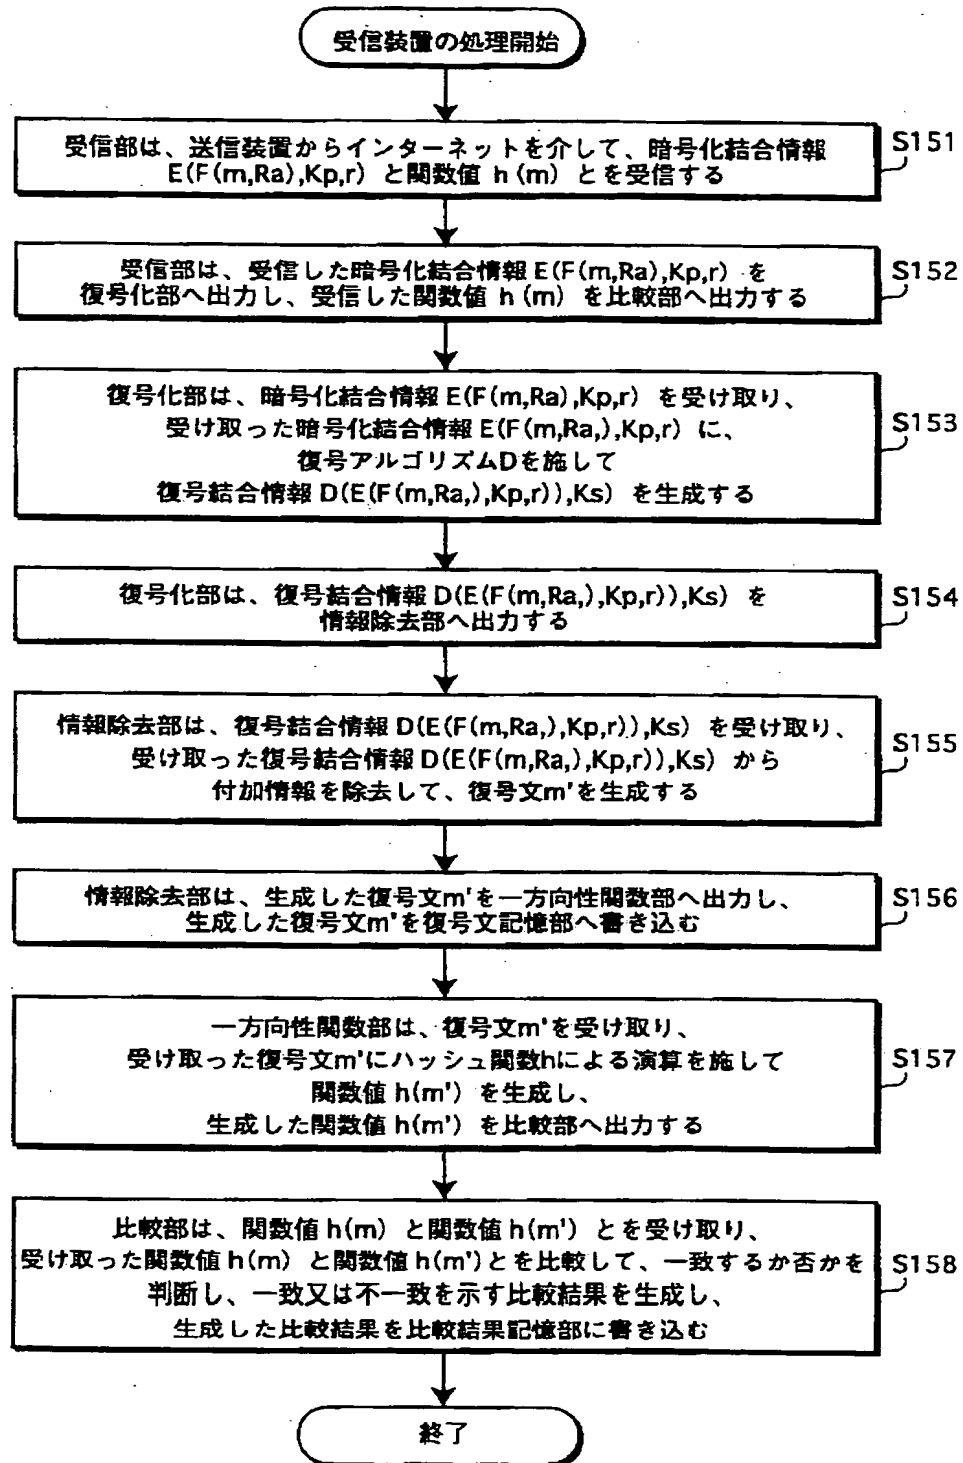 受信装置の処理開始
受信部は、送信装置からインターネットを介して、暗号化結合情報
E(F(m,Ra),Kp,r) と関数値 h(m) とを受信する
S151
受信部は、受信した暗号化結合情報 E(F(m,Ra),Kp,r) を
復号化部へ出力し、受信した関数値 h(m) を比較部へ出力する
S152
復号化部は、暗号化結合情報 E(F(m,Ra),Kp,r) を受け取り、
受け取った暗号化結合情報 E(F(m,Ra,),Kp,r) に、
復号アルゴリズムDを施して
復号結合情報 D(E(F(m,Ra,),Kp,r)),Ks) を生成する
S153
復号化部は、復号結合情報 D(E(F(m,Ra,),Kp,r)),Ks) を
情報除去部へ出力する
S154
情報除去部は、復号結合情報 D(E(F(m,Ra,),Kp,r)),Ks) を受け取り、
受け取った復号結合情報 D(E(F(m,Ra,),Kp,r)),Ks) から
付加情報を除去して、復号文m'を生成する
S155
情報除去部は、生成した復号文m'を一方向性関数部へ出力し、
生成した復号文m'を復号文記憶部へ書き込む
S156
一方向性関数部は、復号文m'を受け取り、
受け取った復号文m'にハッシュ関数hによる演算を施して
関数値 h(m') を生成し、
生成した関数値 h(m') を比較部へ出力する
S157
比較部は、関数値 h(m) と関数値 h(m') とを受け取り、
受け取った関数値 h(m) と関数値 h(m')とを比較して、一致するか否かを
判断し、一致又は不一致を示す比較結果を生成し、
生成した比較結果を比較結果記憶部に書き込む
S158
終了